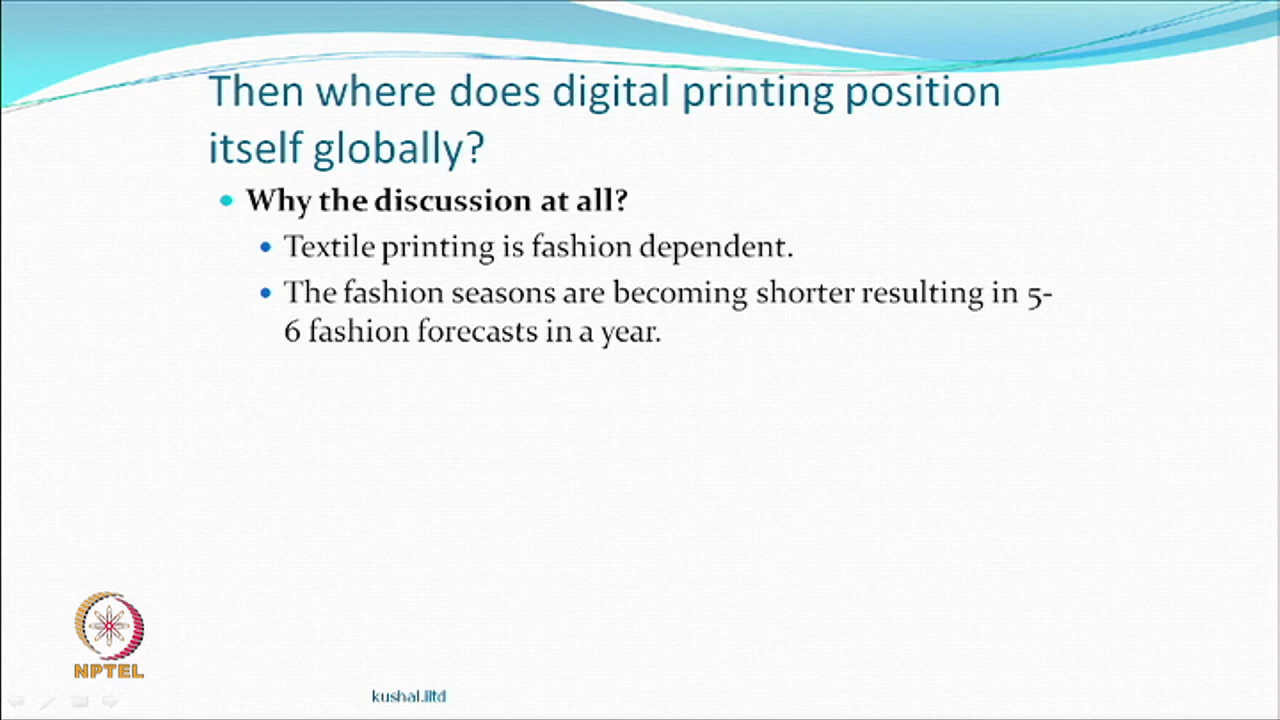 Then where does digital printing position
itself globally?
Why the discussion at all?
Textile printing is fashion dependent.
The fashion seasons are becoming shorter resulting in 5-
6 fashion forecasts in a year.
NPTEL
kushal.iitd